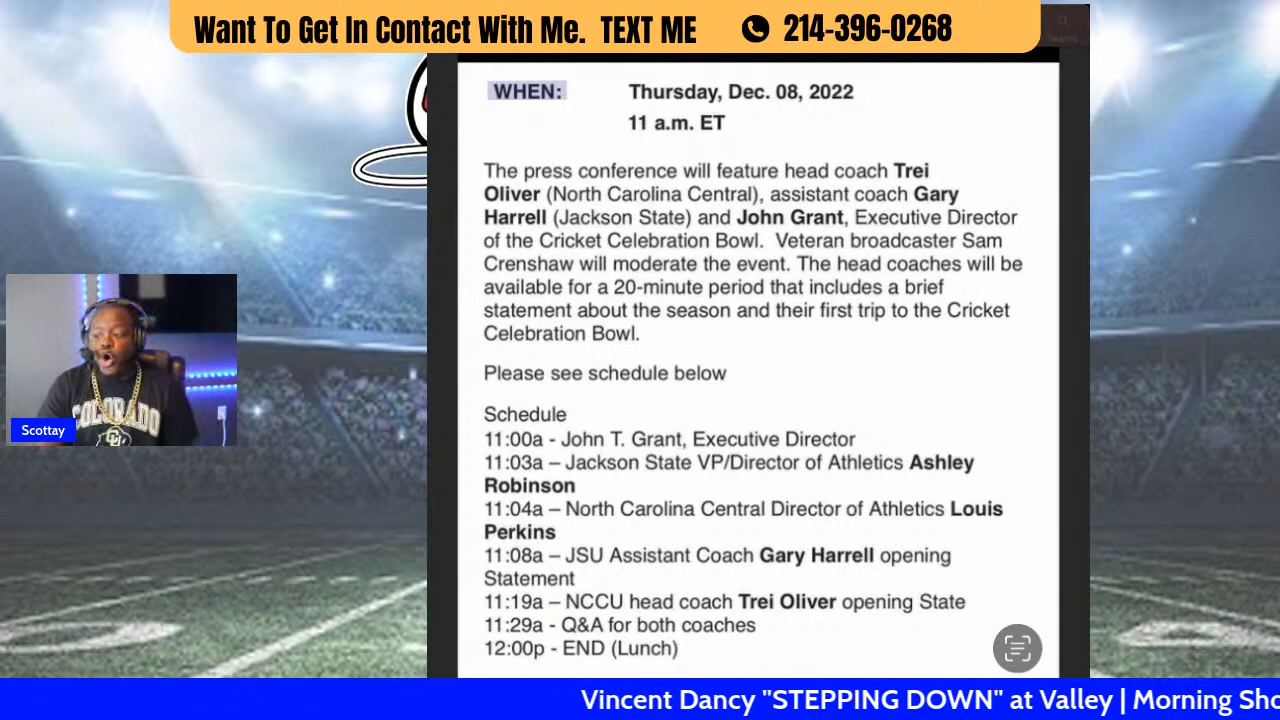 Want To Get In Contact With Me. TEXT ME 214-396-0268
WHEN: Thursday, Dec. 08, 2022
11 a.m. ET
The press conference will feature head coach Trei
Oliver (North Carolina Central), assistant coach Gary
Harrell (Jackson State) and John Grant, Executive Director
of the Cricket Celebration Bowl. Veteran broadcaster Sam
Crenshaw will moderate the event. The head coaches will be
available for a 20-minute period that includes a brief
statement about the season and their first trip to the Cricket
Celebration Bowl.
Please see schedule below
Schedule
11:00a - John T. Grant, Executive Director
11:03a – Jackson State VP/Director of Athletics Ashley
Robinson
11:04a – North Carolina Central Director of Athletics Louis
Perkins
11:08a – JSU Assistant Coach Gary Harrell opening
Statement
11:19a – NCCU head coach Trei Oliver opening State
11:29a - Q&A for both coaches
12:00p - END (Lunch)
COLORADO
CU
Scottay
Vincent Dancy "STEPPING DOWN" at Valley | Morning Sho